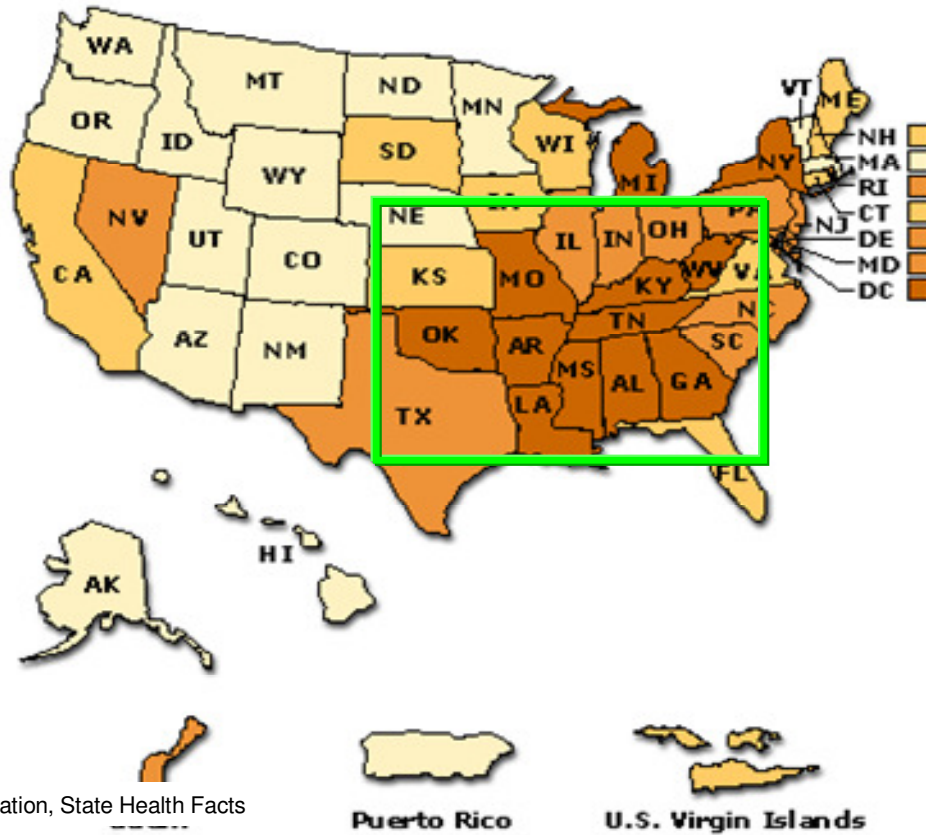 WA
MT
ND
MN
VT
ME
OR
ID
SD
WI
NH
WY
MI
NY
MA
RI
NE
PA
NV
UT
CO
IL
IN
OH
NJ
CT
CA
KS
MO
KY
WV
VA
DE
MD
DC
AZ
NM
OK
AR
TN
NC
SC
TX
LA
MS
AL
GA
FL
HI
AK
ation, State Health Facts
Puerto Rico
U.S. Virgin Islands